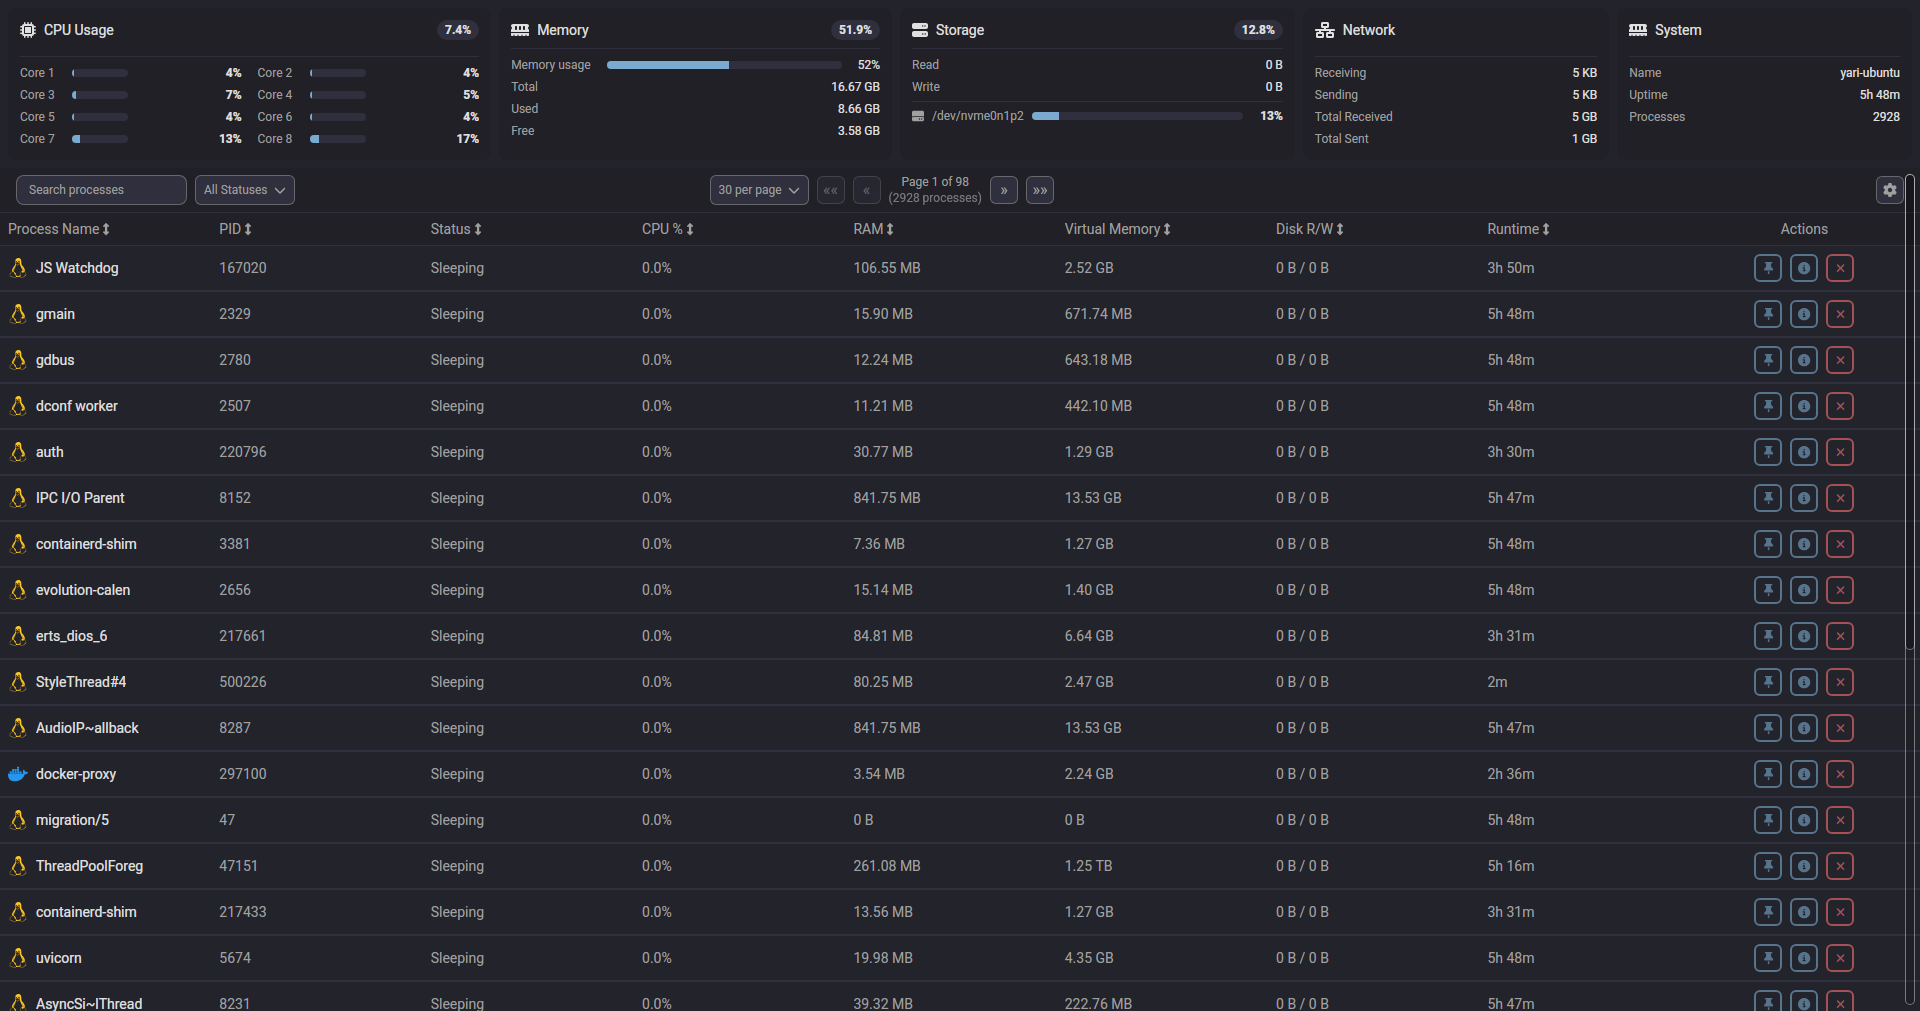 CPU Usage 7.4%
Core 1 4% Core 2 4%
Core 3 7% Core 4 5%
Core 5 4% Core 6 4%
Core 7 13% Core 8 17%
Memory 51.9%
Memory usage 52%
Total 16.67 GB
Used 8.66 GB
Free 3.58 GB
Storage 12.8%
Read 0 B
Write 0 B
/dev/nvme0n1p2 13%
Network
Receiving 5 KB
Sending 5 KB
Total Received 5 GB
Total Sent 1 GB
System
Name yari-ubuntu
Uptime 5h 48m
Processes 2928
Search processes All Statuses 30 per page «« « Page 1 of 98 » »»
(2928 processes)
Process Name PID Status CPU % RAM Virtual Memory Disk R/W Runtime Actions
JS Watchdog 167020 Sleeping 0.0% 106.55 MB 2.52 GB 0 B / 0 B 3h 50m
gmain 2329 Sleeping 0.0% 15.90 MB 671.74 MB 0 B / 0 B 5h 48m
gdbus 2780 Sleeping 0.0% 12.24 MB 643.18 MB 0 B / 0 B 5h 48m
dconf worker 2507 Sleeping 0.0% 11.21 MB 442.10 MB 0 B / 0 B 5h 48m
auth 220796 Sleeping 0.0% 30.77 MB 1.29 GB 0 B / 0 B 3h 30m
IPC I/O Parent 8152 Sleeping 0.0% 841.75 MB 13.53 GB 0 B / 0 B 5h 47m
containerd-shim 3381 Sleeping 0.0% 7.36 MB 1.27 GB 0 B / 0 B 5h 48m
evolution-calen 2656 Sleeping 0.0% 15.14 MB 1.40 GB 0 B / 0 B 5h 48m
erts_dios_6 217661 Sleeping 0.0% 84.81 MB 6.64 GB 0 B / 0 B 3h 31m
StyleThread#4 500226 Sleeping 0.0% 80.25 MB 2.47 GB 0 B / 0 B 2m
AudioIP~allback 8287 Sleeping 0.0% 841.75 MB 13.53 GB 0 B / 0 B 5h 47m
docker-proxy 297100 Sleeping 0.0% 3.54 MB 2.24 GB 0 B / 0 B 2h 36m
migration/5 47 Sleeping 0.0% 0 B 0 B 0 B / 0 B 5h 48m
ThreadPoolForeg 47151 Sleeping 0.0% 261.08 MB 1.25 TB 0 B / 0 B 5h 16m
containerd-shim 217433 Sleeping 0.0% 13.56 MB 1.27 GB 0 B / 0 B 3h 31m
uvicorn 5674 Sleeping 0.0% 19.98 MB 4.35 GB 0 B / 0 B 5h 48m
AsyncSi~lThread 8231 Sleeping 0.0% 39.32 MB 222.76 MB 0 B / 0 B 5h 47m